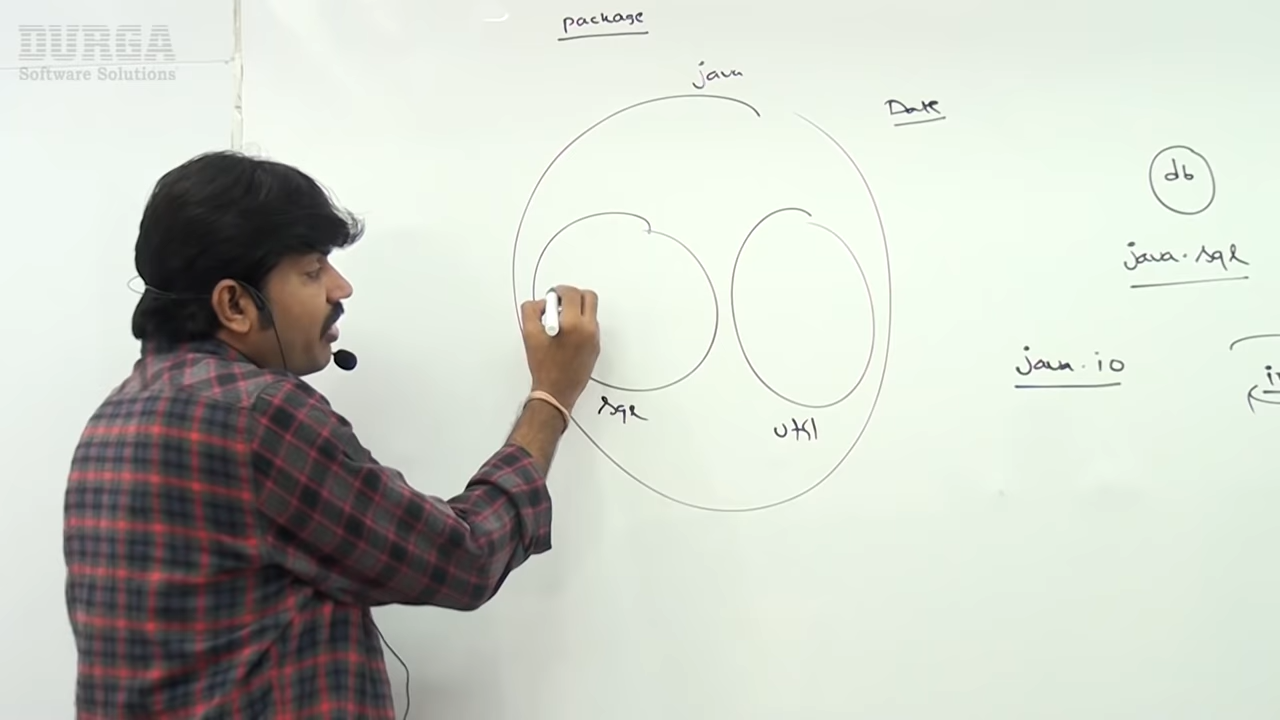 DURGA
Software Solutions
package
java
Date
db
java.sql
java.io
sql
util